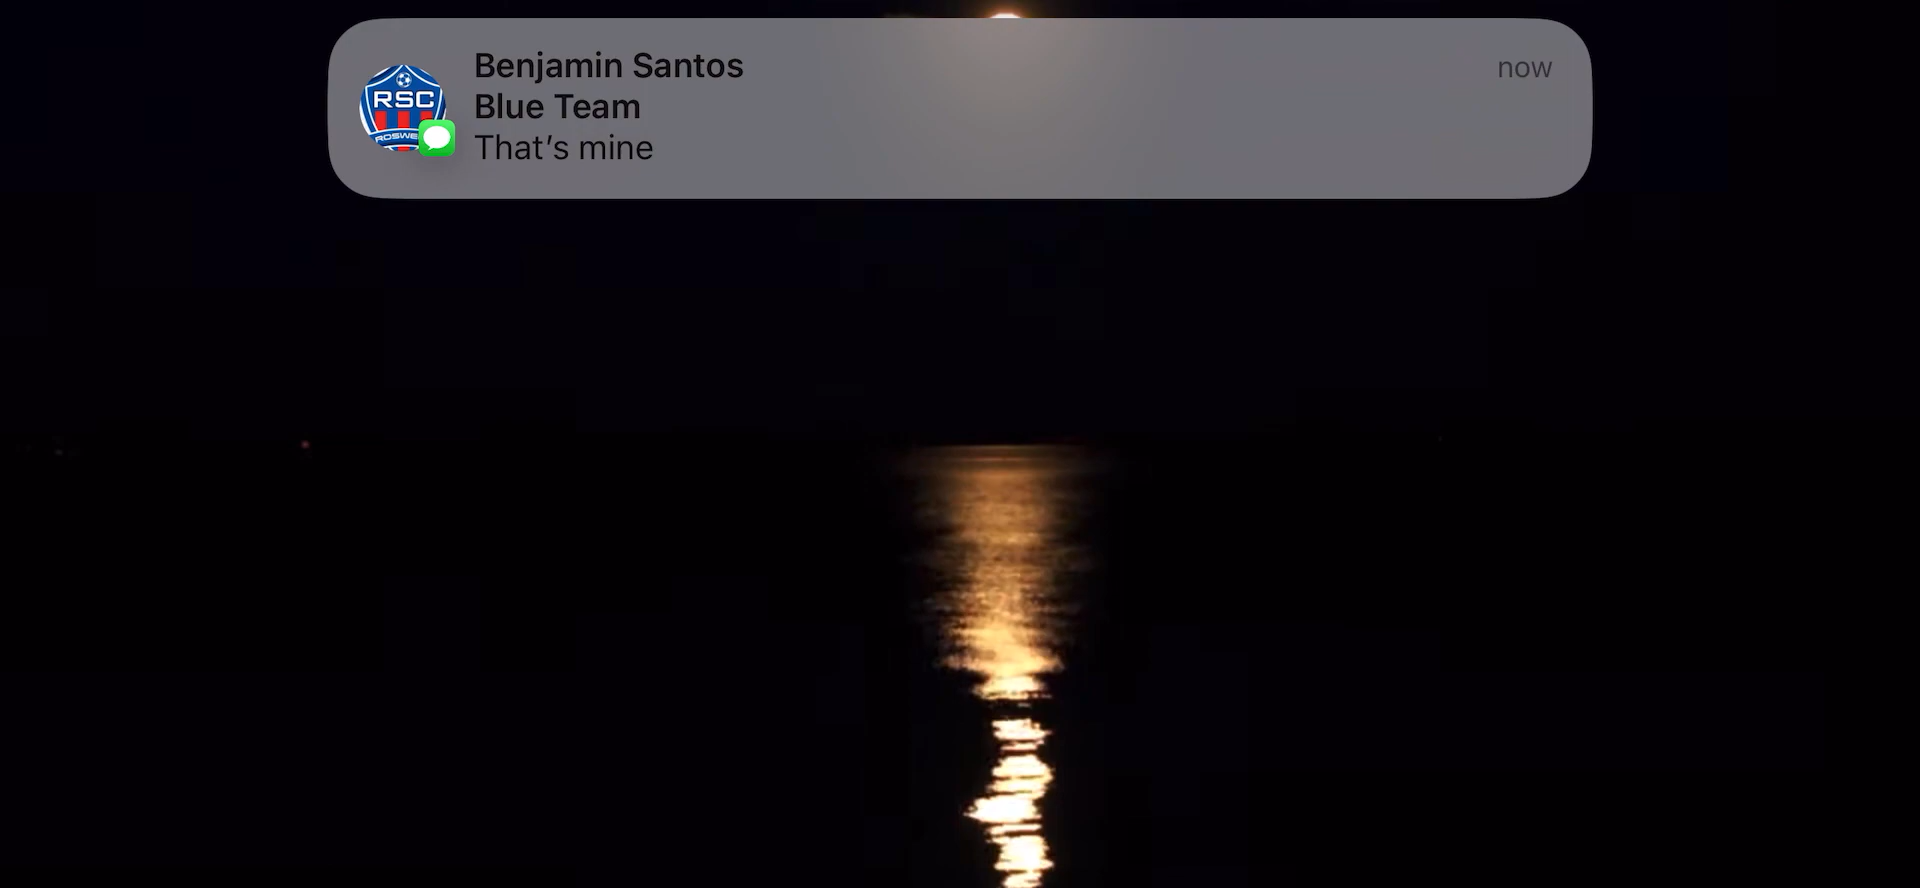 Benjamin Santos
now
Blue Team
That’s mine
RSC